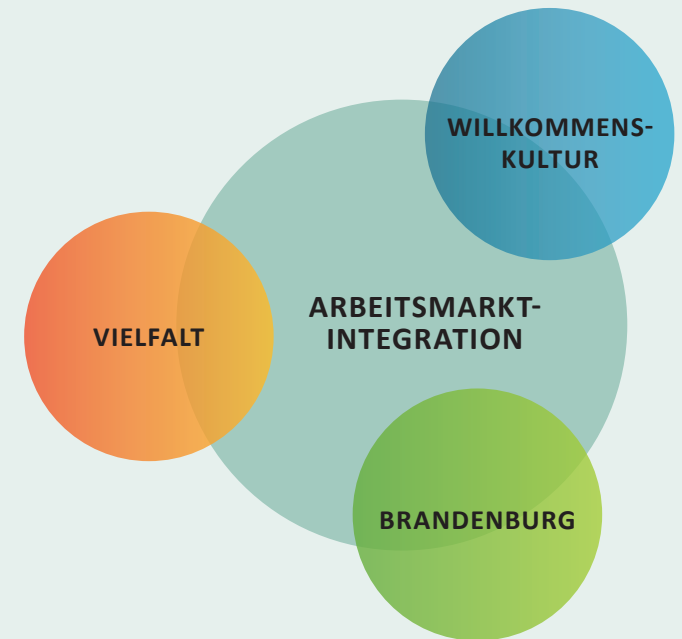 WILLKOMMENS-
KULTUR
ARBEITSMARKT-
INTEGRATION
VIELFALT
BRANDENBURG